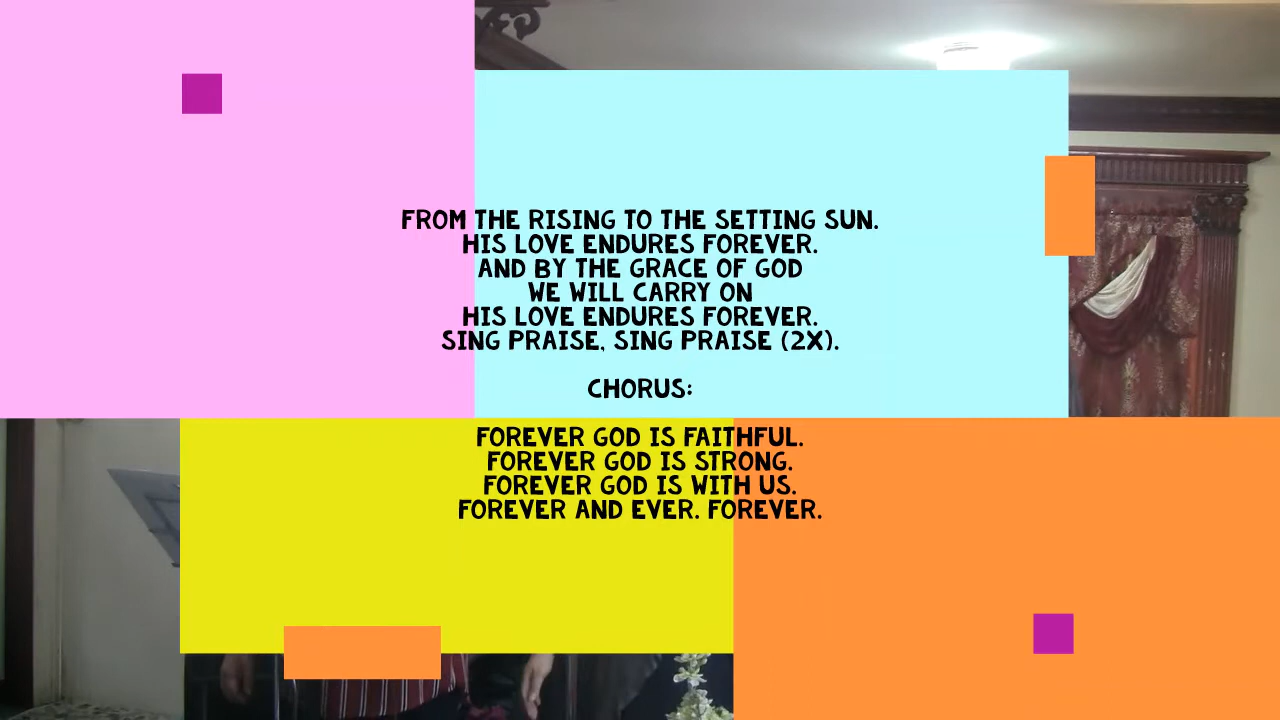 FROM THE RISING TO THE SETTING SUN.
HIS LOVE ENDURES FOREVER.
AND BY THE GRACE OF GOD
WE WILL CARRY ON
HIS LOVE ENDURES FOREVER.
SING PRAISE, SING PRAISE (2X).
CHORUS:
FOREVER GOD IS FAITHFUL.
FOREVER GOD IS STRONG.
FOREVER GOD IS WITH US.
FOREVER AND EVER. FOREVER.